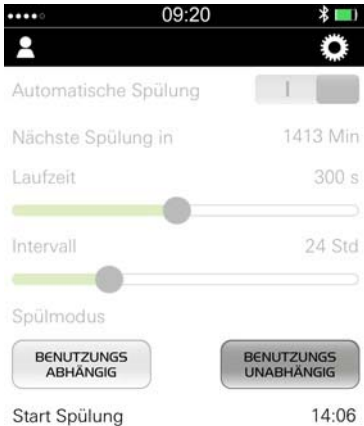 09:20
Automatische Spülung
I
Nächste Spülung in 1413 Min
Laufzeit 300 s
Intervall 24 Std
Spülmodus
BENUTZUNGS
ABHÄNGIG
BENUTZUNGS
UNABHÄNGIG
Start Spülung 14:06